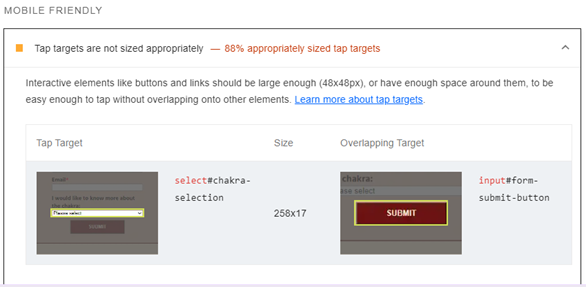 MOBILE FRIENDLY
Tap targets are not sized appropriately — 88% appropriately sized tap targets
Interactive elements like buttons and links should be large enough (48x48px), or have enough space around them, to be
easy enough to tap without overlapping onto other elements. Learn more about tap targets.
Tap Target Size Overlapping Target
Email:
I would like to know more about
the chakra:
Please select
SUBMIT
select#chakra-
selection
258x17
chakra:
ase select
SUBMIT
input#form-
submit-button